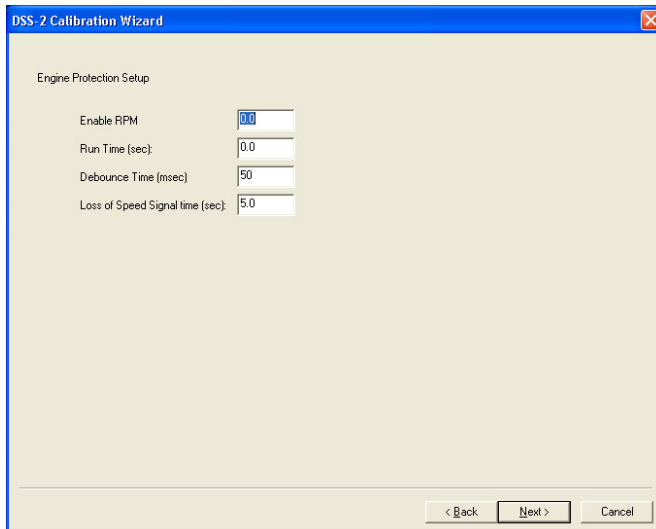 DSS-2 Calibration Wizard
Engine Protection Setup
Enable RPM 0.0
Run Time (sec): 0.0
Debounce Time (msec) 50
Loss of Speed Signal time (sec): 5.0
< Back Next > Cancel